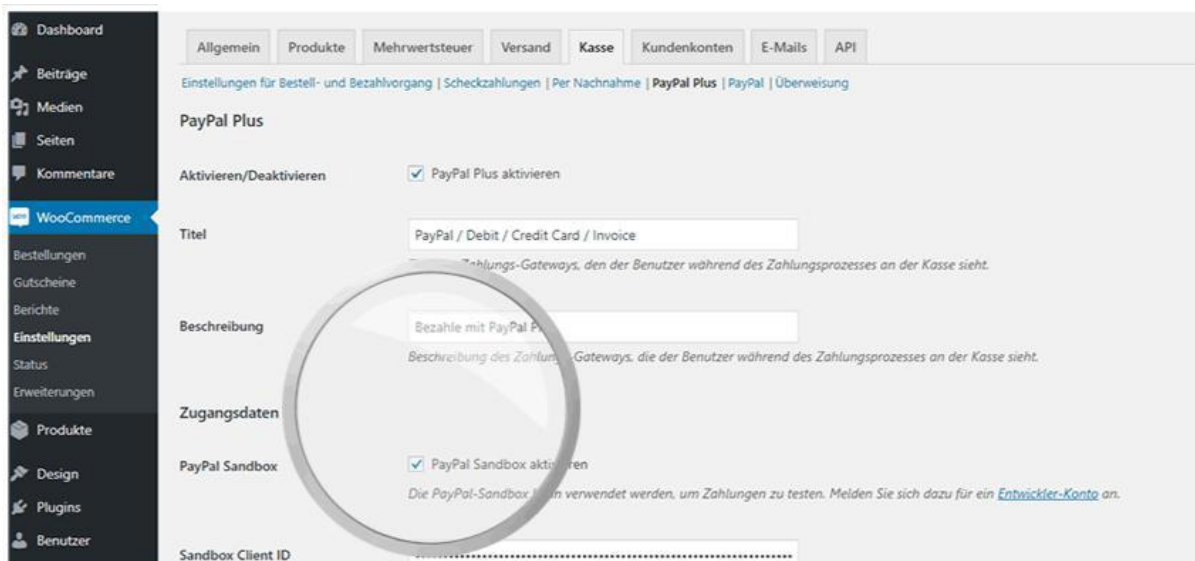 Dashboard
Beiträge
Medien
Seiten
Kommentare
WooCommerce
Bestellungen
Gutscheine
Berichte
Einstellungen
Status
Erweiterungen
Produkte
Design
Plugins
Benutzer
Allgemein Produkte Mehrwertsteuer Versand Kasse Kundenkonten E-Mails API
Einstellungen für Bestell- und Bezahlvorgang | Scheckzahlungen | Per Nachnahme | PayPal Plus | PayPal | Überweisung
PayPal Plus
Aktivieren/Deaktivieren PayPal Plus aktivieren
Titel PayPal / Debit / Credit Card / Invoice
Zahlungs-Gateways, den der Benutzer während des Zahlungsprozesses an der Kasse sieht.
Beschreibung Bezahle mit PayPal
Beschreibung des Zahlungs-Gateways, die der Benutzer während des Zahlungsprozesses an der Kasse sieht.
Zugangsdaten
PayPal Sandbox PayPal Sandbox aktivieren
Die PayPal-Sandbox kann verwendet werden, um Zahlungen zu testen. Melden Sie sich dazu für ein Entwickler-Konto an.
Sandbox Client ID